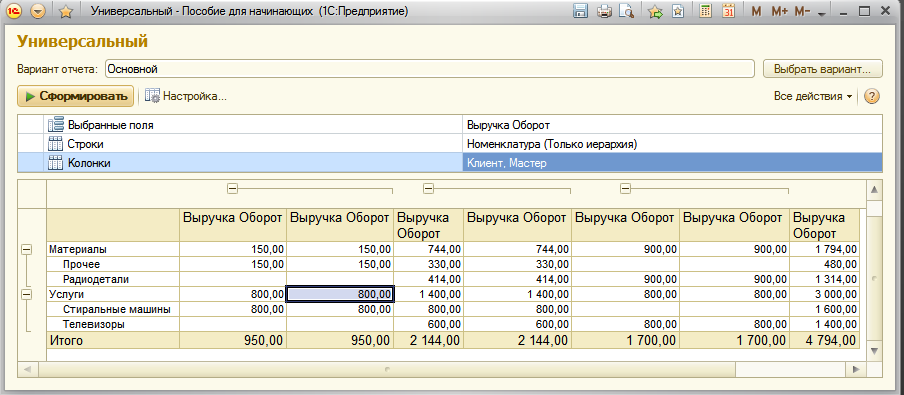 1С Универсальный - Пособие для начинающих (1С:Предприятие) 31 M M+ M-
Универсальный
Вариант отчета: Основной Выбрать вариант...
Сформировать Настройка... Все действия ?
Выбранные поля Выручка Оборот
Строки Номенклатура (Только иерархия)
Колонки Клиент, Мастер
Выручка Оборот Выручка Оборот Выручка Выручка Оборот Выручка Оборот Выручка Оборот Выручка
Оборот Оборот
Материалы 150,00 150,00 744,00 744,00 900,00 900,00 1 794,00
Прочее 150,00 150,00 330,00 330,00 480,00
Радиодетали 414,00 414,00 900,00 900,00 1 314,00
Услуги 800,00 800,00 1 400,00 1 400,00 800,00 800,00 3 000,00
Стиральные машины 800,00 800,00 800,00 800,00 1 600,00
Телевизоры 600,00 600,00 800,00 800,00 1 400,00
Итого 950,00 950,00 2 144,00 2 144,00 1 700,00 1 700,00 4 794,00